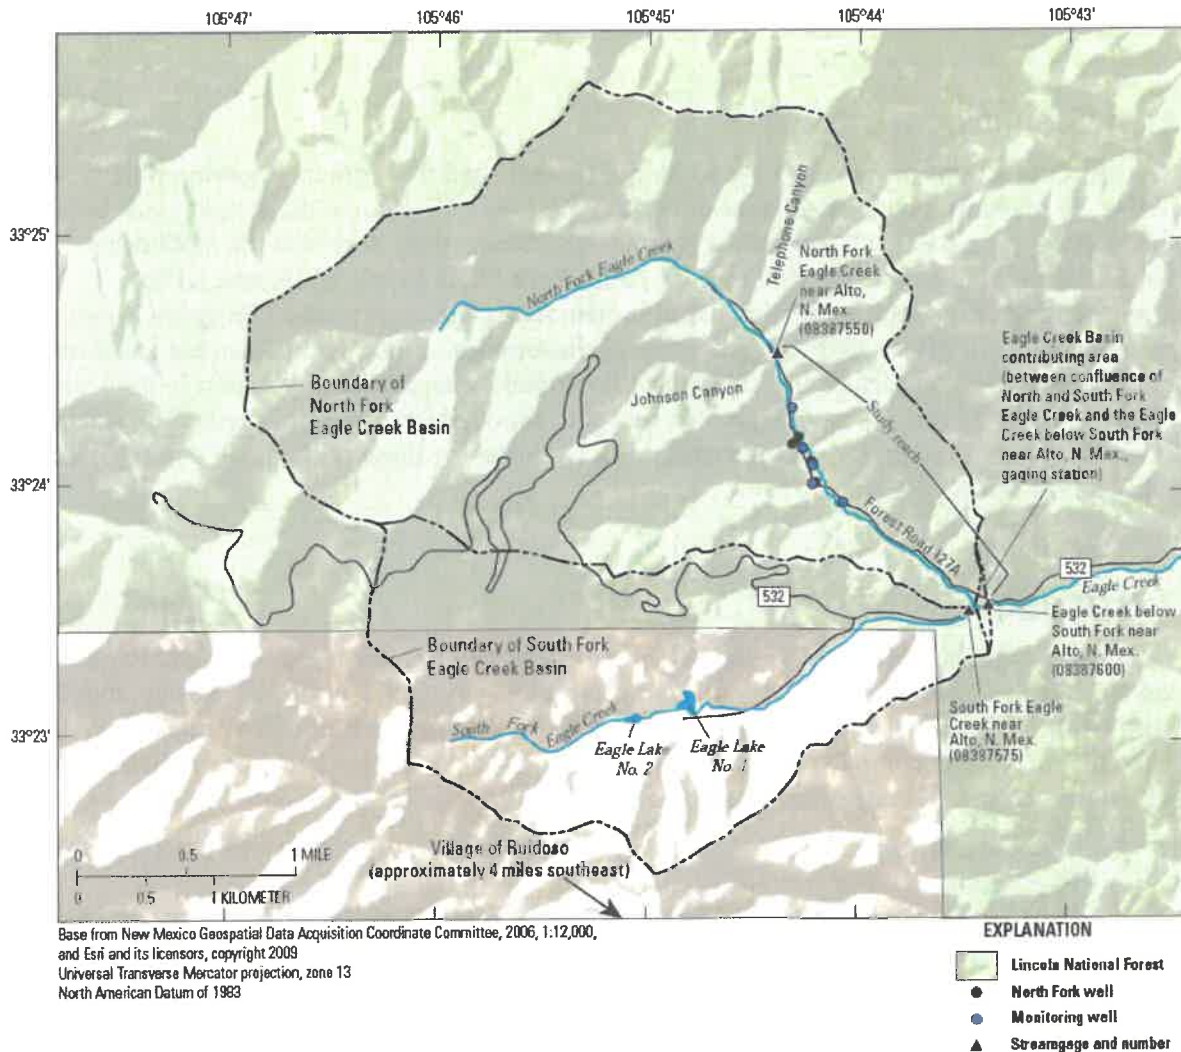 105°47'
105°46'
105°45'
105°44'
105°43'
33°25'
33°24'
33°23'
Telephone Canyon
North Fork
Eagle Creek
near Alto,
N. Mex.
(08387550)
North Fork Eagle Creek
Eagle Creek Basin
contributing area
(between confluence of
North and South Fork
Eagle Creek and the Eagle
Creek below South Fork
near Alto, N. Mex.,
gaging station)
Boundary of
North Fork
Eagle Creek Basin
Johnson Canyon
Study reach
Forest Road 127A
532
Eagle Creek
532
Eagle Creek below
South Fork near
Alto, N. Mex.
(08387600)
Boundary of South Fork
Eagle Creek Basin
South Fork Eagle
Creek near
Alto, N. Mex.
(08387575)
South Fork Eagle Creek
Eagle Lake
No. 2
Eagle Lake
No. 1
Village of Ruidoso
(approximately 4 miles southeast)
0 0.5 1 MILE
0 0.5 1 KILOMETER
Base from New Mexico Geospatial Data Acquisition Coordinate Committee, 2006, 1:12,000,
and Esri and its licensors, copyright 2009
Universal Transverse Mercator projection, zone 13
North American Datum of 1983
EXPLANATION
Lincoln National Forest
North Fork well
Monitoring well
Streamgage and number